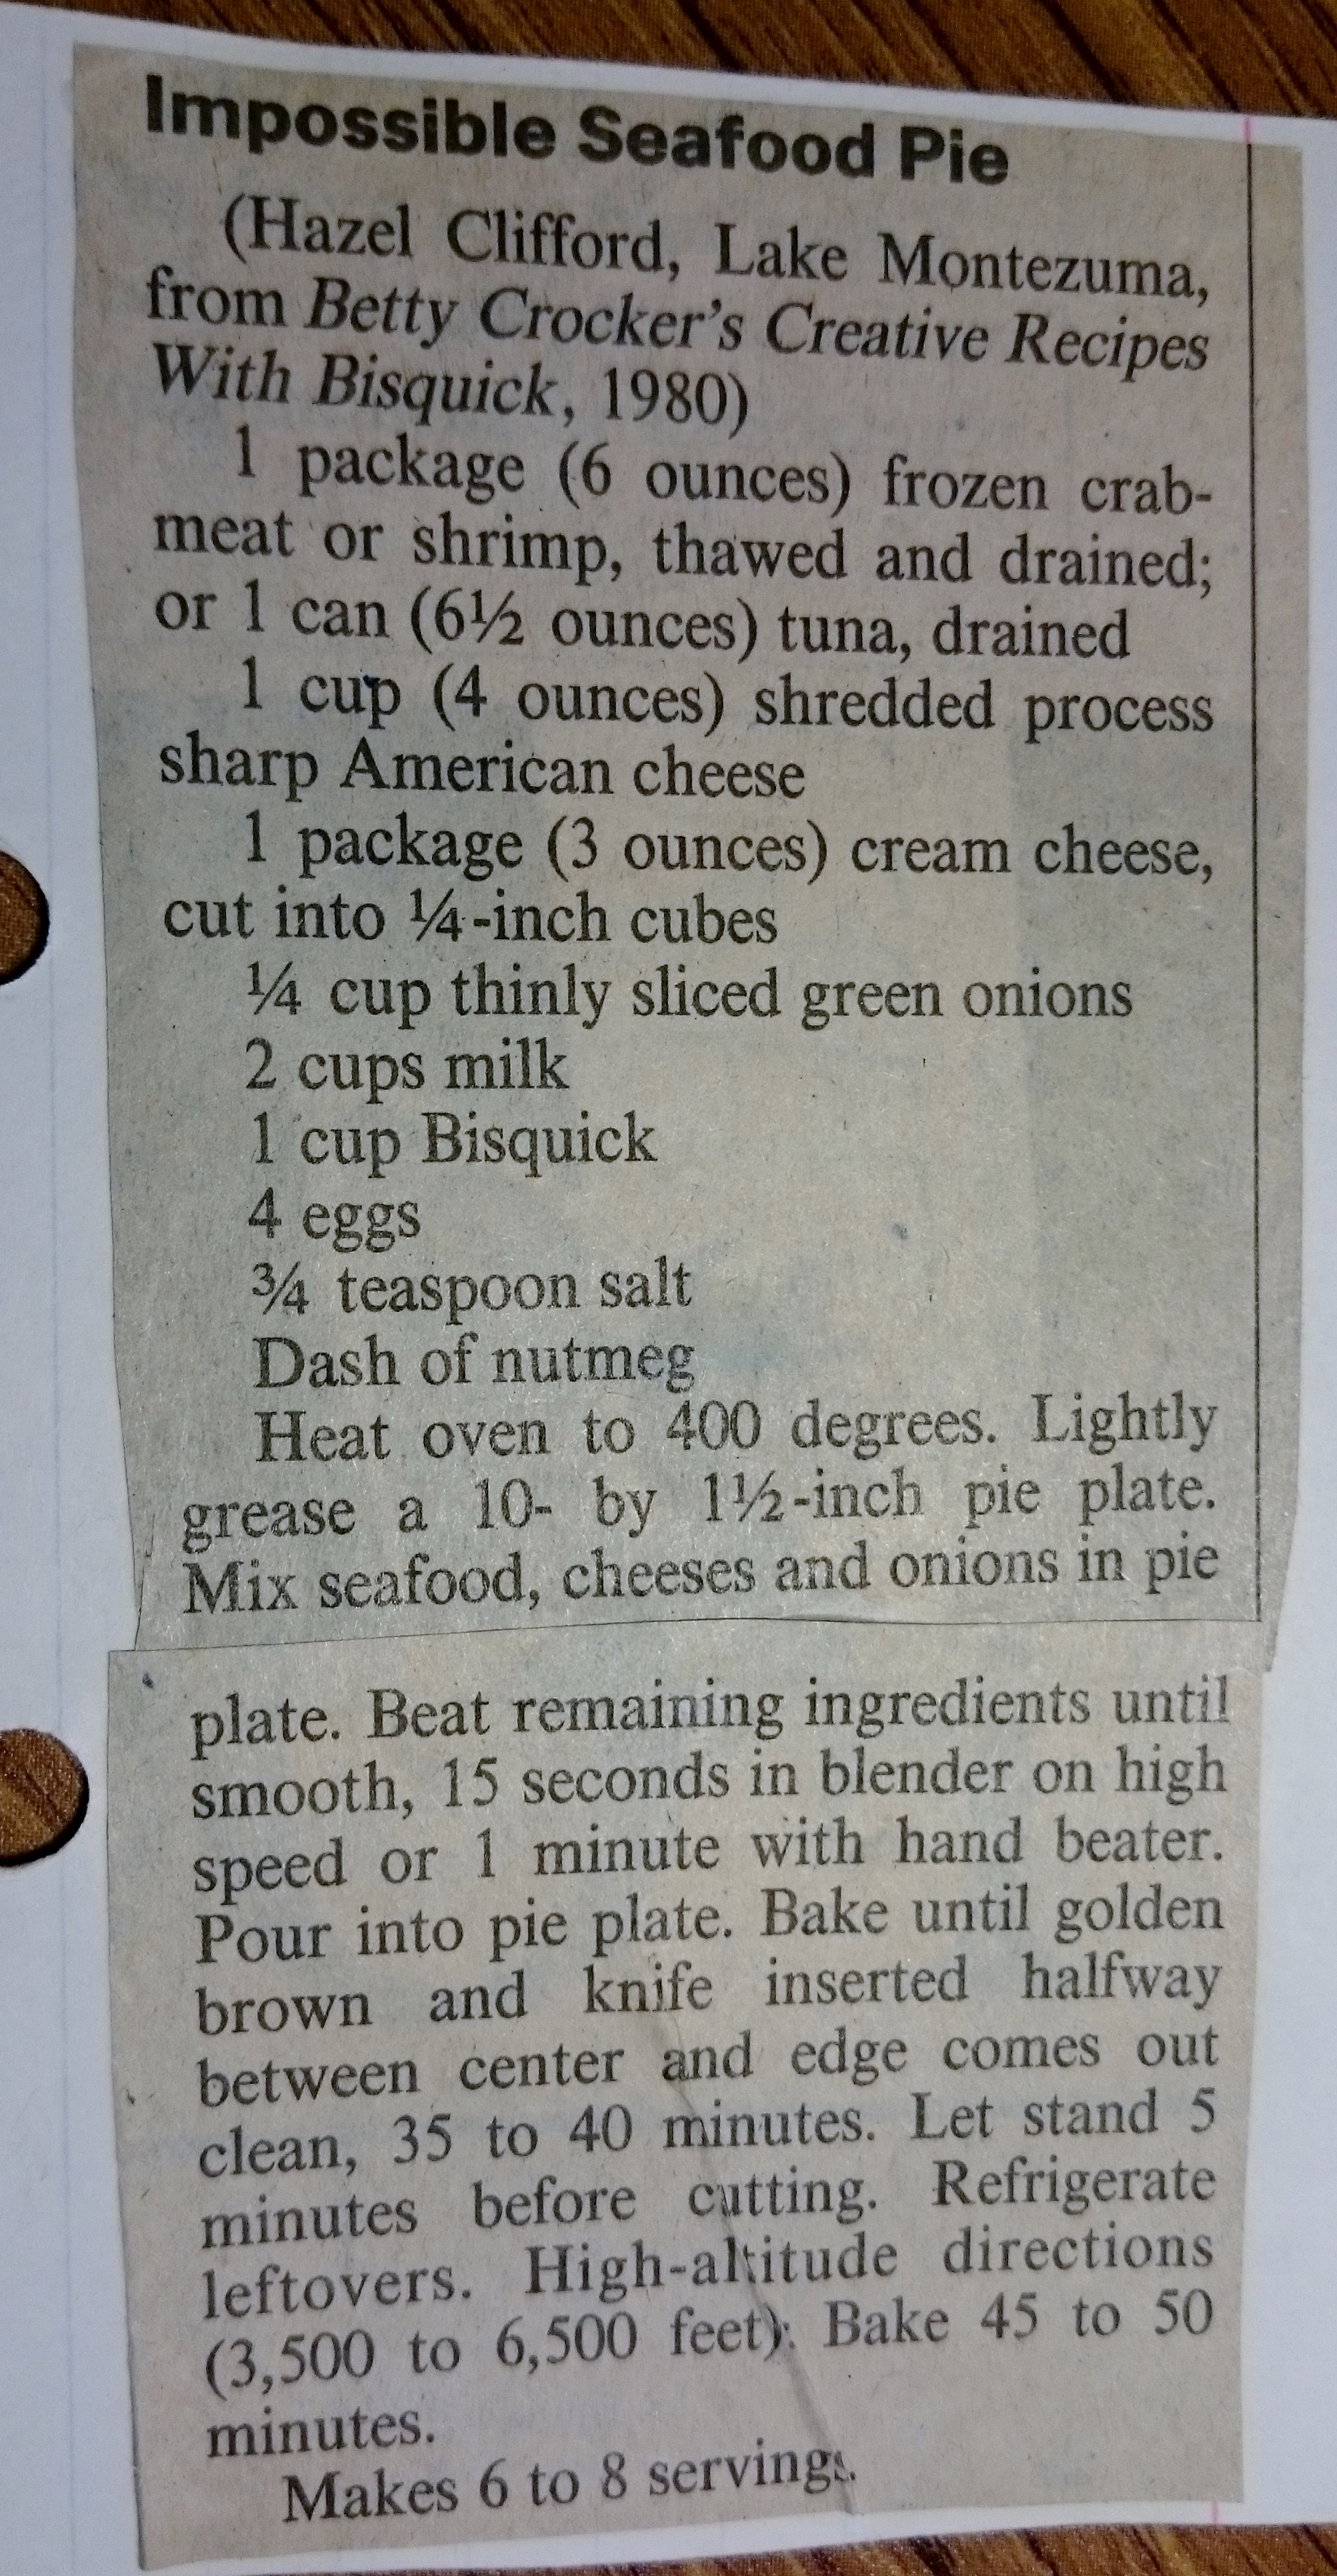 Impossible Seafood Pie
(Hazel Clifford, Lake Montezuma,
from Betty Crocker's Creative Recipes
With Bisquick, 1980)
1 package (6 ounces) frozen crab-
meat or shrimp, thawed and drained;
or 1 can (6½ ounces) tuna, drained
1 cup (4 ounces) shredded process
sharp American cheese
1 package (3 ounces) cream cheese,
cut into ¼-inch cubes
¼ cup thinly sliced green onions
2 cups milk
1 cup Bisquick
4 eggs
¾ teaspoon salt
Dash of nutmeg
Heat oven to 400 degrees. Lightly
grease a 10- by 1½-inch pie plate.
Mix seafood, cheeses and onions in pie
plate. Beat remaining ingredients until
smooth, 15 seconds in blender on high
speed or 1 minute with hand beater.
Pour into pie plate. Bake until golden
brown and knife inserted halfway
between center and edge comes out
clean, 35 to 40 minutes. Let stand 5
minutes before cutting. Refrigerate
leftovers. High-altitude directions
(3,500 to 6,500 feet): Bake 45 to 50
minutes.
Makes 6 to 8 servings.